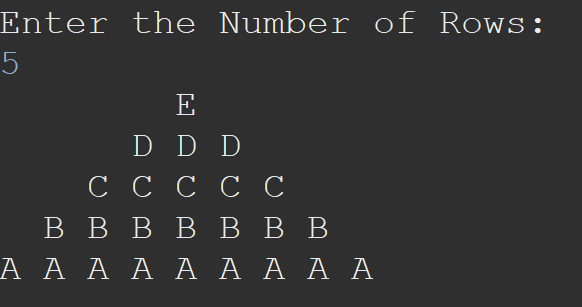 Enter the Number of Rows:
5
E
D D D
C C C C C
B B B B B B B
A A A A A A A A A